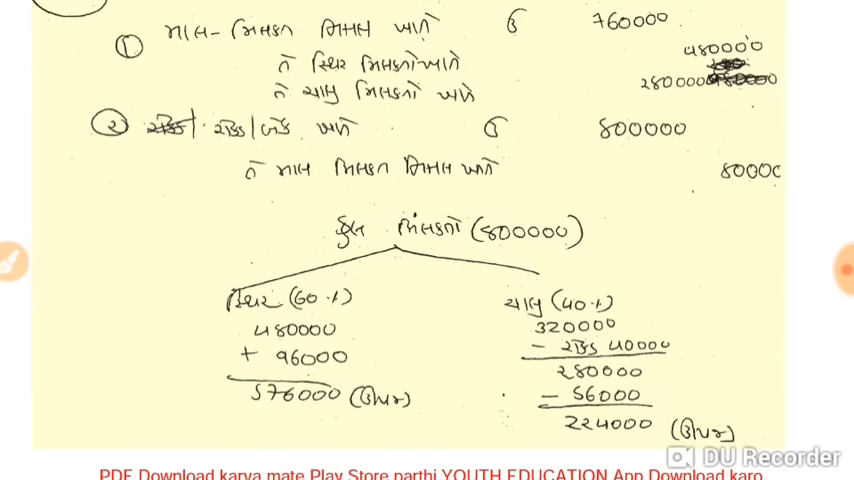 ① માલ-મિલકત નિકાલ ખાતે ઉ 760000
તે સ્થિર મિલકતો ખાતે 480000
તે ચાલુ મિલકતો ખાતે 280000
② રોકડ/બેંક ખાતે ઉ 800000
તે માલ મિલકત નિકાલ ખાતે 80000
કુલ મિલકતો (800000)
સ્થિર (60%) ચાલુ (40%)
480000 320000
+ 96000 - રોકડ 40000
576000 (ઊપજ) 280000
- 56000
224000 (ઊપજ)
DU Recorder
PDF Download karva mate Play Store parthi YOUTH EDUCATION App Download karo